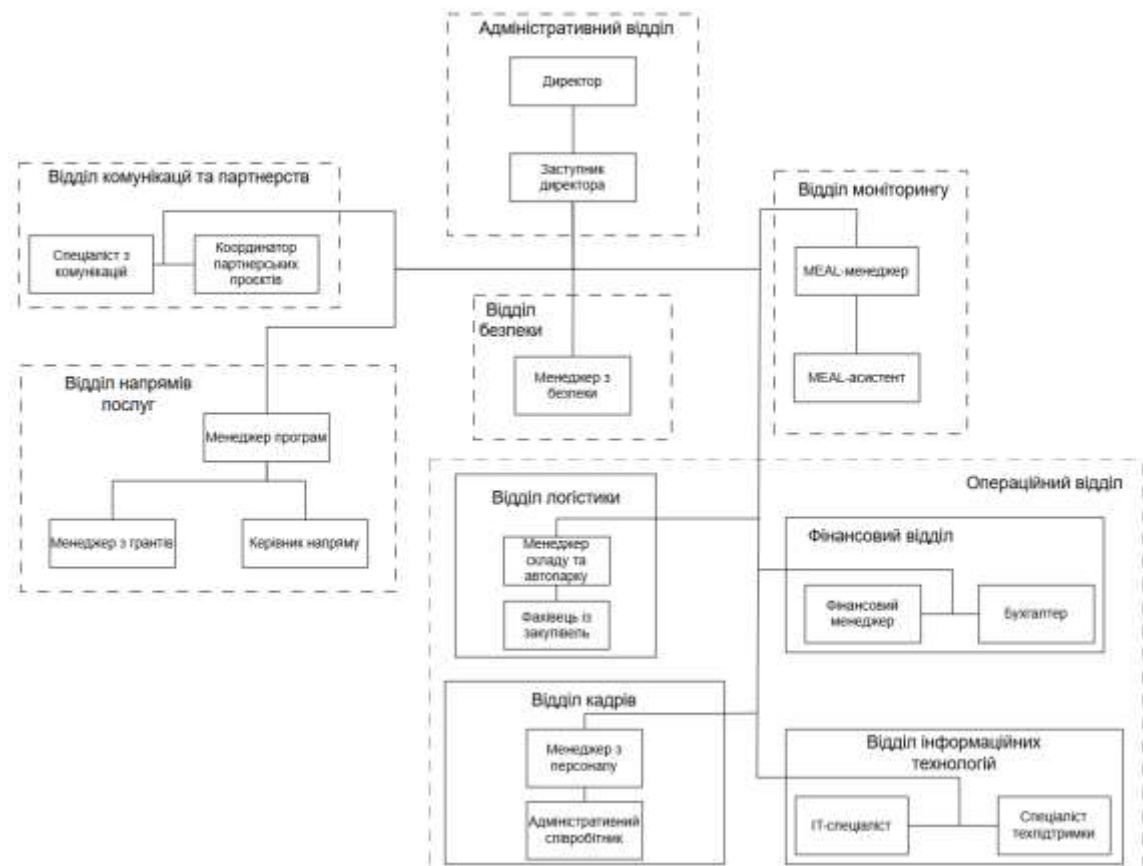 Адміністративний відділ
Директор
Заступник
директора
Відділ комунікацй та партнерств
Спеціаліст з
комунікацій
Координатор
партнерських
проєктів
Відділ моніторингу
MEAL-менеджер
MEAL-асистент
Відділ
безпеки
Менеджер з
безпеки
Відділ напрямів
послуг
Менеджер програм
Менеджер з грантів
Керівник напряму
Операційний відділ
Відділ логістики
Менеджер
складу та
автопарку
Фахівець із
закупівель
Фінансовий відділ
Фінансовий
менеджер
Бухгалтер
Відділ кадрів
Менеджер з
персоналу
Адміністративний
співробітник
Відділ інформаційних
технологій
ІТ-спеціаліст
Спеціаліст
техпідтримки